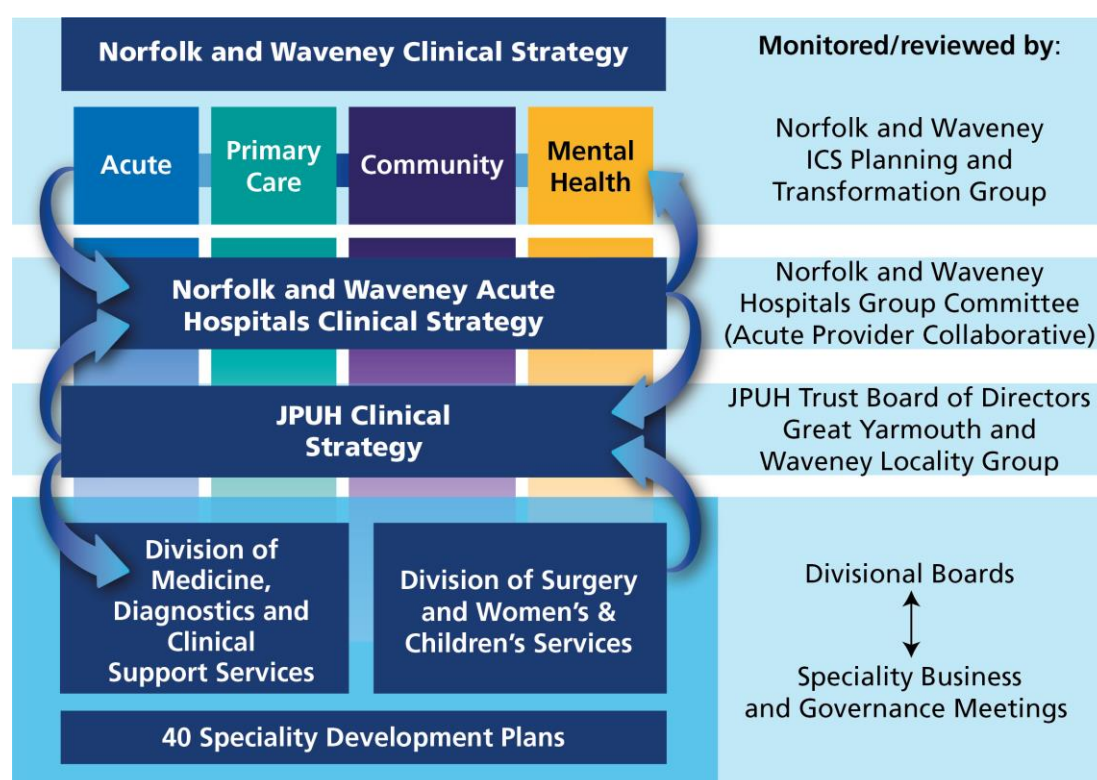 Norfolk and Waveney Clinical Strategy
Monitored/reviewed by:
Acute
Primary
Care
Community
Mental
Health
Norfolk and Waveney
ICS Planning and
Transformation Group
Norfolk and Waveney Acute
Hospitals Clinical Strategy
Norfolk and Waveney
Hospitals Group Committee
(Acute Provider Collaborative)
JPUH Clinical
Strategy
JPUH Trust Board of Directors
Great Yarmouth and
Waveney Locality Group
Division of
Medicine,
Diagnostics and
Clinical
Support Services
Division of Surgery
and Women’s &
Children’s Services
Divisional Boards
Speciality Business
and Governance Meetings
40 Speciality Development Plans